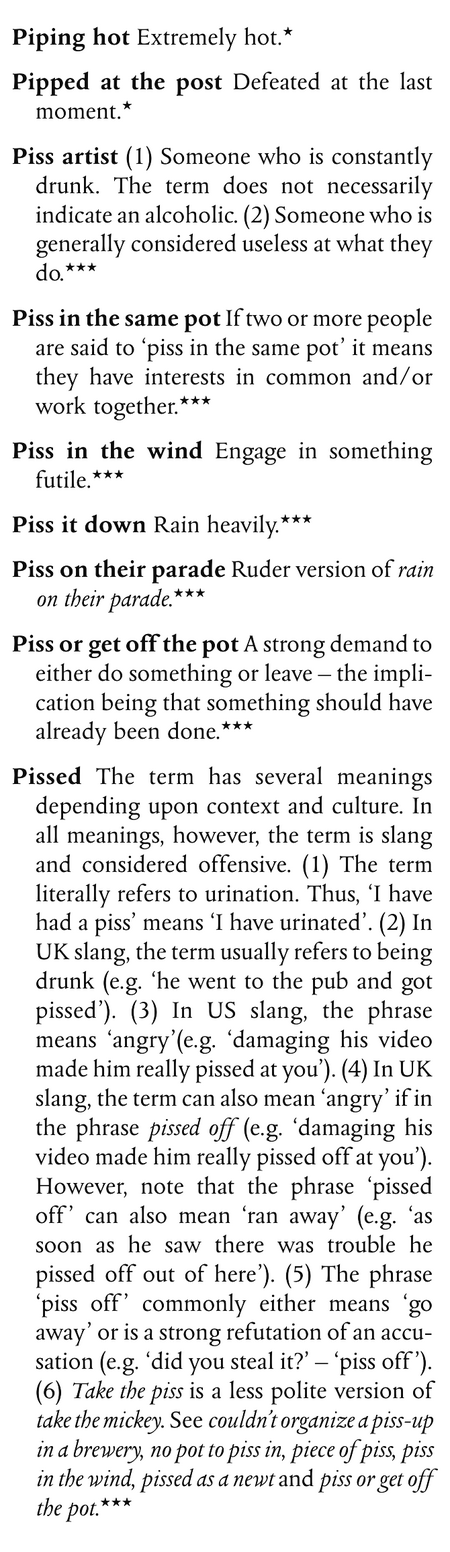 Piping hot Extremely hot.★
Pipped at the post Defeated at the last
moment.★
Piss artist (1) Someone who is constantly
drunk. The term does not necessarily
indicate an alcoholic. (2) Someone who is
generally considered useless at what they
do.★★★
Piss in the same pot If two or more people
are said to ‘piss in the same pot’ it means
they have interests in common and/or
work together.★★★
Piss in the wind Engage in something
futile.★★★
Piss it down Rain heavily.★★★
Piss on their parade Ruder version of rain
on their parade.★★★
Piss or get off the pot A strong demand to
either do something or leave – the impli-
cation being that something should have
already been done.★★★
Pissed The term has several meanings
depending upon context and culture. In
all meanings, however, the term is slang
and considered offensive. (1) The term
literally refers to urination. Thus, ‘I have
had a piss’ means ‘I have urinated’. (2) In
UK slang, the term usually refers to being
drunk (e.g. ‘he went to the pub and got
pissed’). (3) In US slang, the phrase
means ‘angry’(e.g. ‘damaging his video
made him really pissed at you’). (4) In UK
slang, the term can also mean ‘angry’ if in
the phrase pissed off (e.g. ‘damaging his
video made him really pissed off at you’).
However, note that the phrase ‘pissed
off’ can also mean ‘ran away’ (e.g. ‘as
soon as he saw there was trouble he
pissed off out of here’). (5) The phrase
‘piss off’ commonly either means ‘go
away’ or is a strong refutation of an accu-
sation (e.g. ‘did you steal it?’ – ‘piss off’).
(6) Take the piss is a less polite version of
take the mickey. See couldn’t organize a piss-up
in a brewery, no pot to piss in, piece of piss, piss
in the wind, pissed as a newt and piss or get off
the pot.★★★